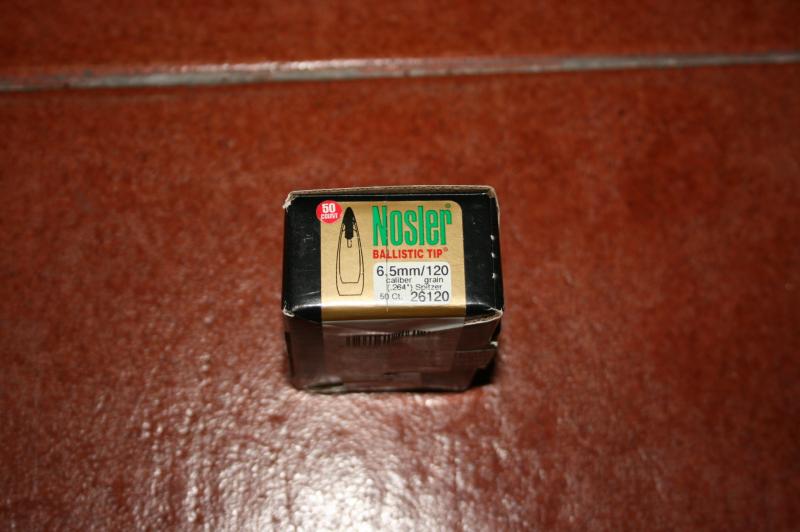 50
COUNT
Nosler®
BALLISTIC TIP®
6.5mm/120
caliber grain
(.264") Spitzer
50 Ct. 26120